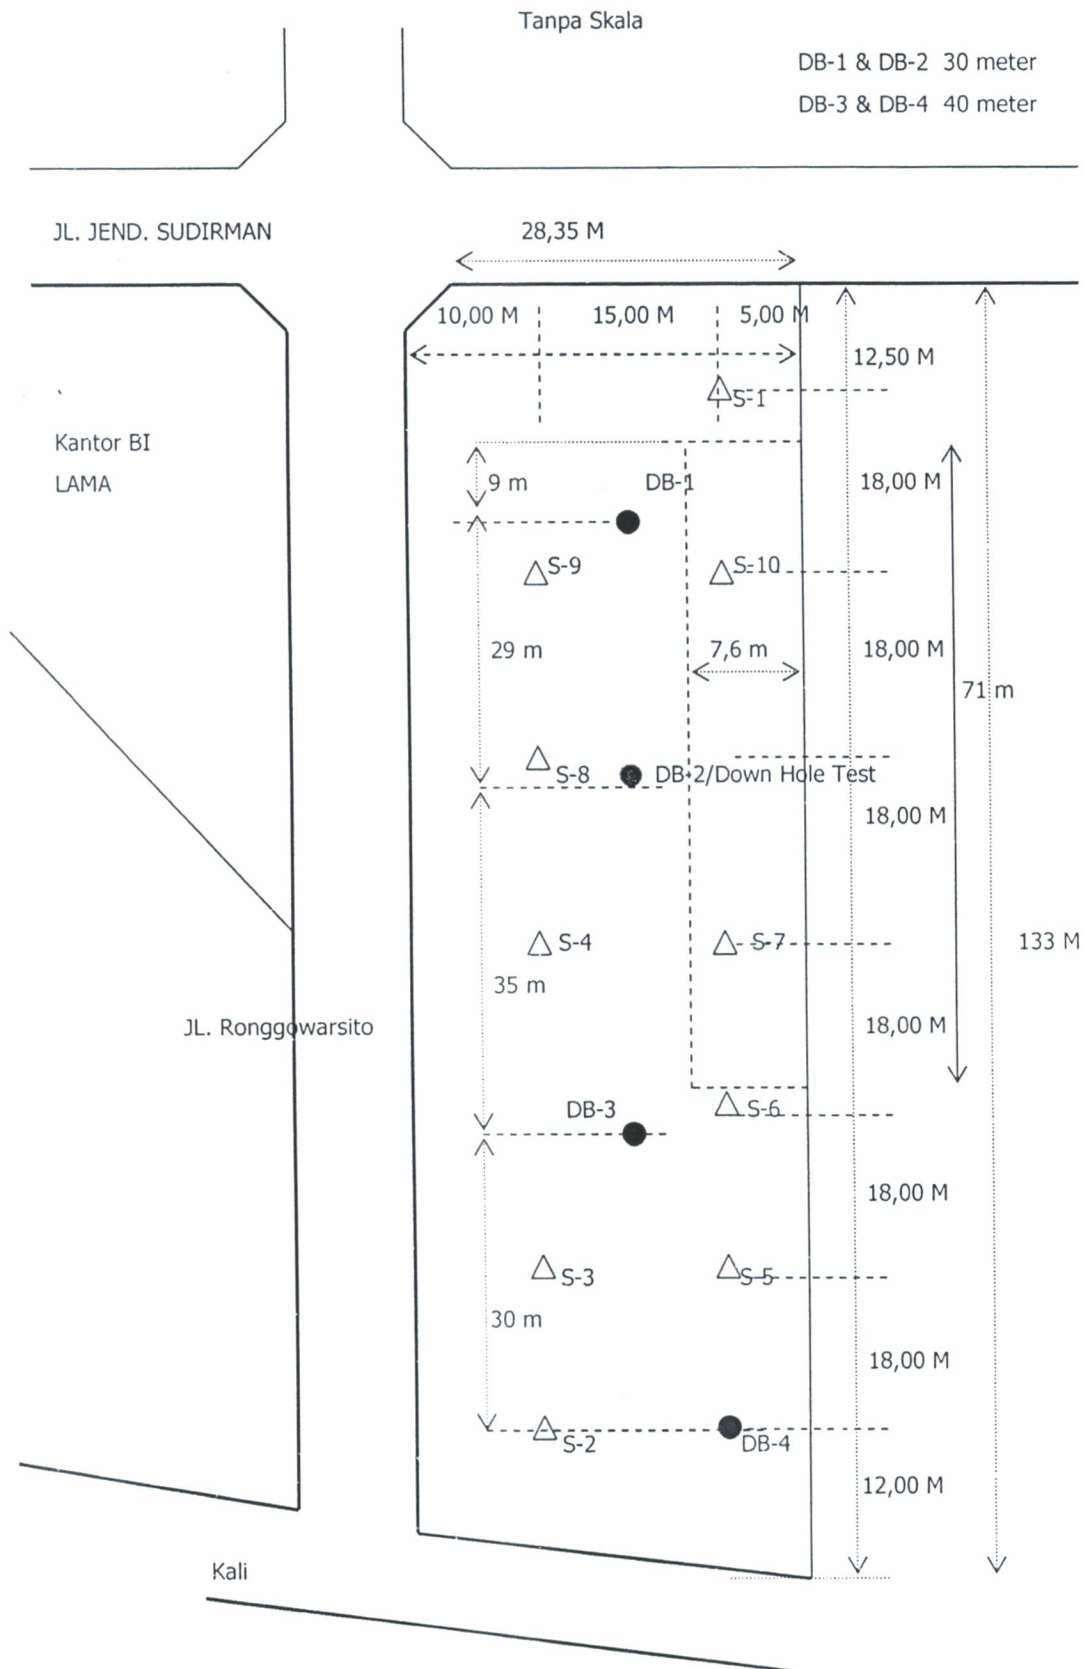 Tanpa Skala
DB-1 & DB-2 30 meter
DB-3 & DB-4 40 meter
JL. JEND. SUDIRMAN
28,35 M
10,00 M 15,00 M 5,00 M
12,50 M
S-1
Kantor BI
LAMA
9 m
DB-1
18,00 M
S-9
S-10
29 m
7,6 m
18,00 M
71 m
S-8
DB-2/Down Hole Test
18,00 M
S-4
S-7
133 M
35 m
JL. Ronggowarsito
18,00 M
DB-3
S-6
18,00 M
S-3
S-5
30 m
18,00 M
S-2
DB-4
12,00 M
Kali